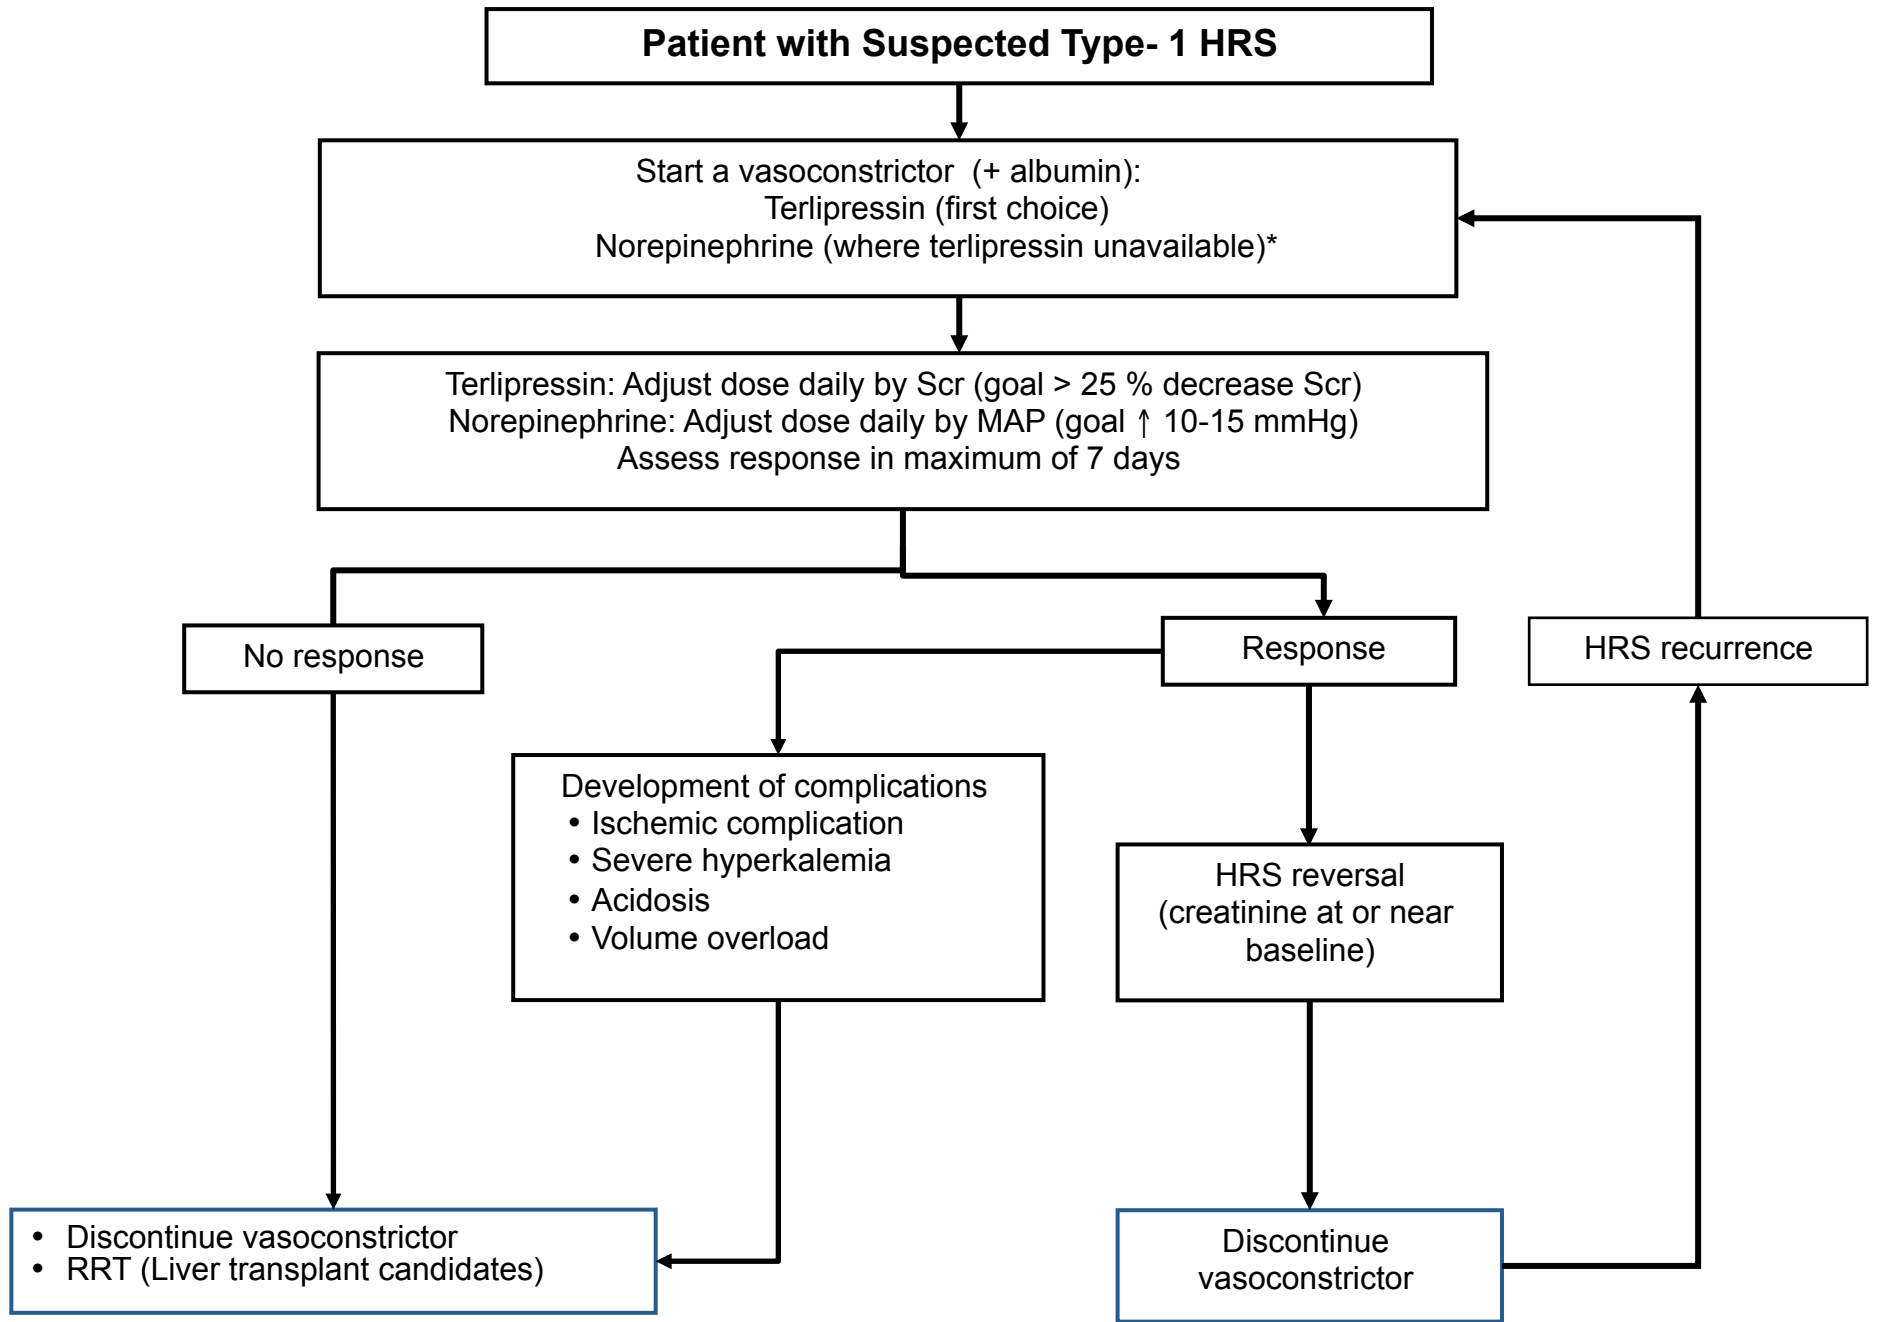 Patient with Suspected Type- 1 HRS
Start a vasoconstrictor (+ albumin):
Terlipressin (first choice)
Norepinephrine (where terlipressin unavailable)*
Terlipressin: Adjust dose daily by Scr (goal > 25 % decrease Scr)
Norepinephrine: Adjust dose daily by MAP (goal ↑ 10-15 mmHg)
Assess response in maximum of 7 days
No response
Response
HRS recurrence
Development of complications
• Ischemic complication
• Severe hyperkalemia
• Acidosis
• Volume overload
HRS reversal
(creatinine at or near
baseline)
• Discontinue vasoconstrictor
• RRT (Liver transplant candidates)
Discontinue
vasoconstrictor